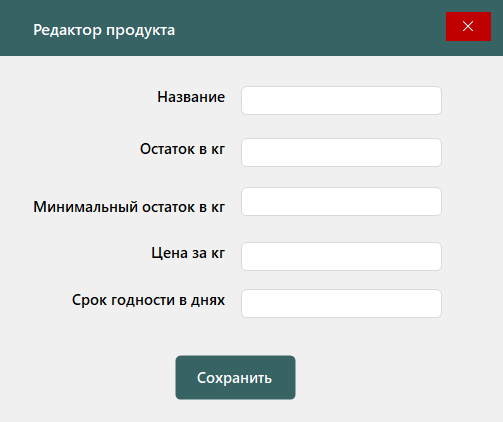 Редактор продукта
Название
Остаток в кг
Минимальный остаток в кг
Цена за кг
Срок годности в днях
Сохранить